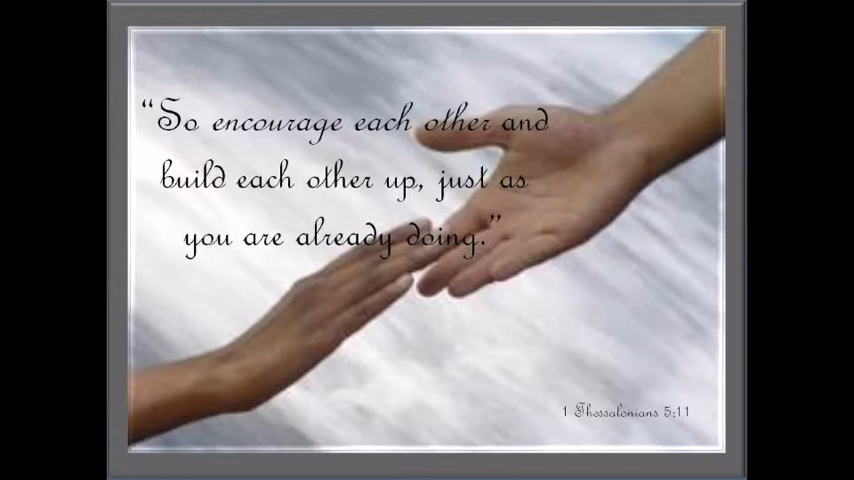 “So encourage each other and
build each other up, just as
you are already doing.”
1 Thessalonians 5:11